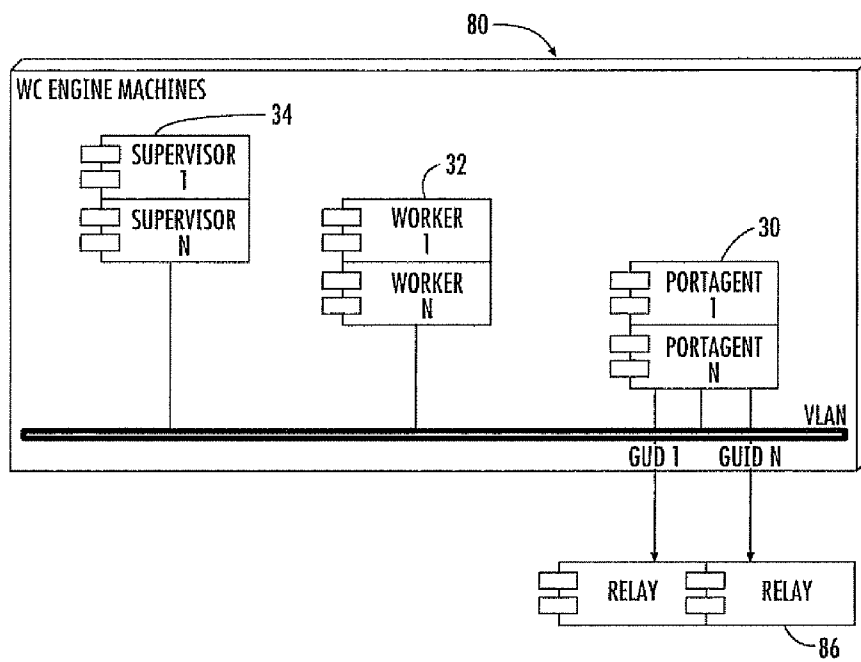 80
WC ENGINE MACHINES
34
SUPERVISOR
1
SUPERVISOR
N
32
WORKER
1
WORKER
N
30
PORTAGENT
1
PORTAGENT
N
VLAN
GUD 1 GUID N
RELAY RELAY
86